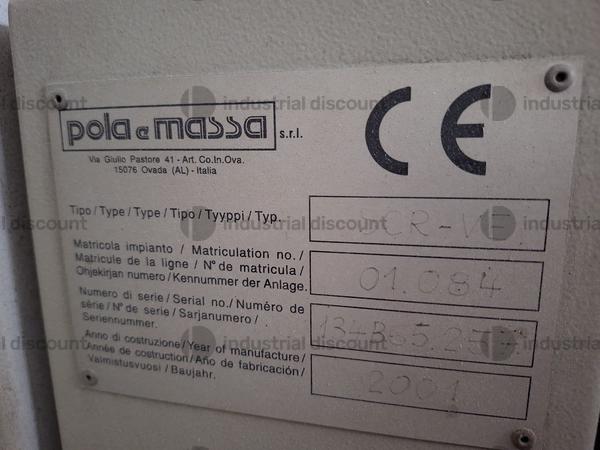 pola e massa s.r.l.
Via Giulio Pastore 41 - Art. Co.In.Ova.
15076 Ovada (AL) - Italia
CE
Tipo / Type / Type / Tipo / Tyyppi / Typ.
Matricola impianto / Matriculation no. /
Matricule de la ligne / N° de matricula /
Ohjekirjan numero / Kennummer der Anlage.
01.084
Numero di serie / Serial no. / Numéro de
série / N° de serie / Sarjanumero /
Seriennummer.
Anno di costruzione / Year of manufacture /
Année de costruction / Año de fabricación /
Valmistusvuosi / Baujahr.
2001
industrial discount